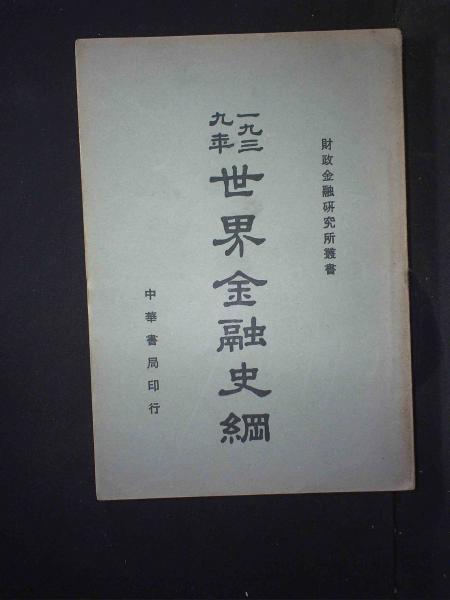 財政金融研究所叢書
一九三九年世界金融史綱
中華書局印行